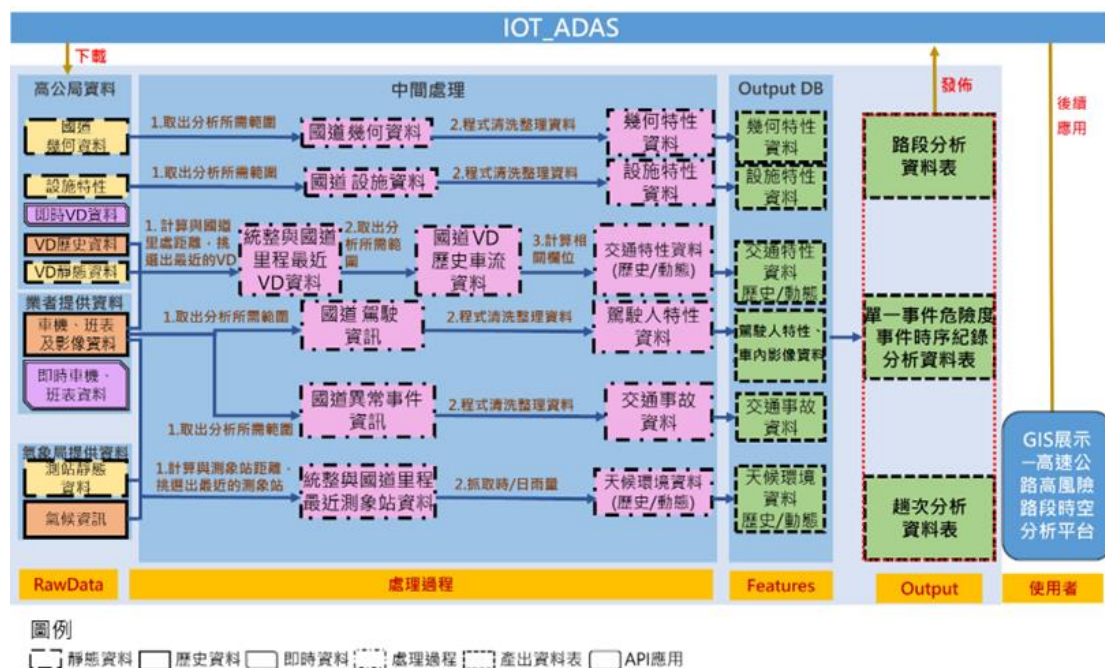 IOT_ADAS
下載
發佈
後續
應用
高公局資料
中間處理
Output DB
國道
幾何資料
1.取出分析所需範圍
國道幾何資料
2.程式清洗整理資料
幾何特性
資料
幾何特性
資料
路段分析
資料表
設施特性
1.取出分析所需範圍
國道 設施資料
2.程式清洗整理資料
設施特性
資料
設施特性
資料
即時VD資料
VD歷史資料
VD靜態資料
1. 計算與國道
里處距離，挑
選出最近的VD
統整與國道
里程最近
VD資料
2.取出分
析所需範
圍
國道VD
歷史車流
資料
3.計算相
關欄位
交通特性資料
(歷史/動態)
交通特性
資料
歷史/動態
業者提供資料
車機、班表
及影像資料
1.取出分析所需範圍
國道 駕駛
資訊
2.程式清洗整理資料
駕駛人特性
資料
駕駛人特性、
車內影像資料
單一事件危險度
事件時序紀錄
分析資料表
即時車機、
班表資料
1.取出分析所需範圍
國道異常事件
資訊
2.程式清洗整理資料
交通事故
資料
交通事故
資料
氣象局提供資料
測站靜態
資料
氣候資訊
1.計算與測象站距離，
挑選出最近的測象站
統整與國道里程
最近測象站資料
2.抓取時/日雨量
天候環境資料
(歷史/動態)
天候環境
資料
歷史/動態
趟次分析
資料表
GIS展示
—高速公
路高風險
路段時空
分析平台
RawData
處理過程
Features
Output
使用者
圖例
靜態資料 歷史資料 即時資料 處理過程 產出資料表 API應用